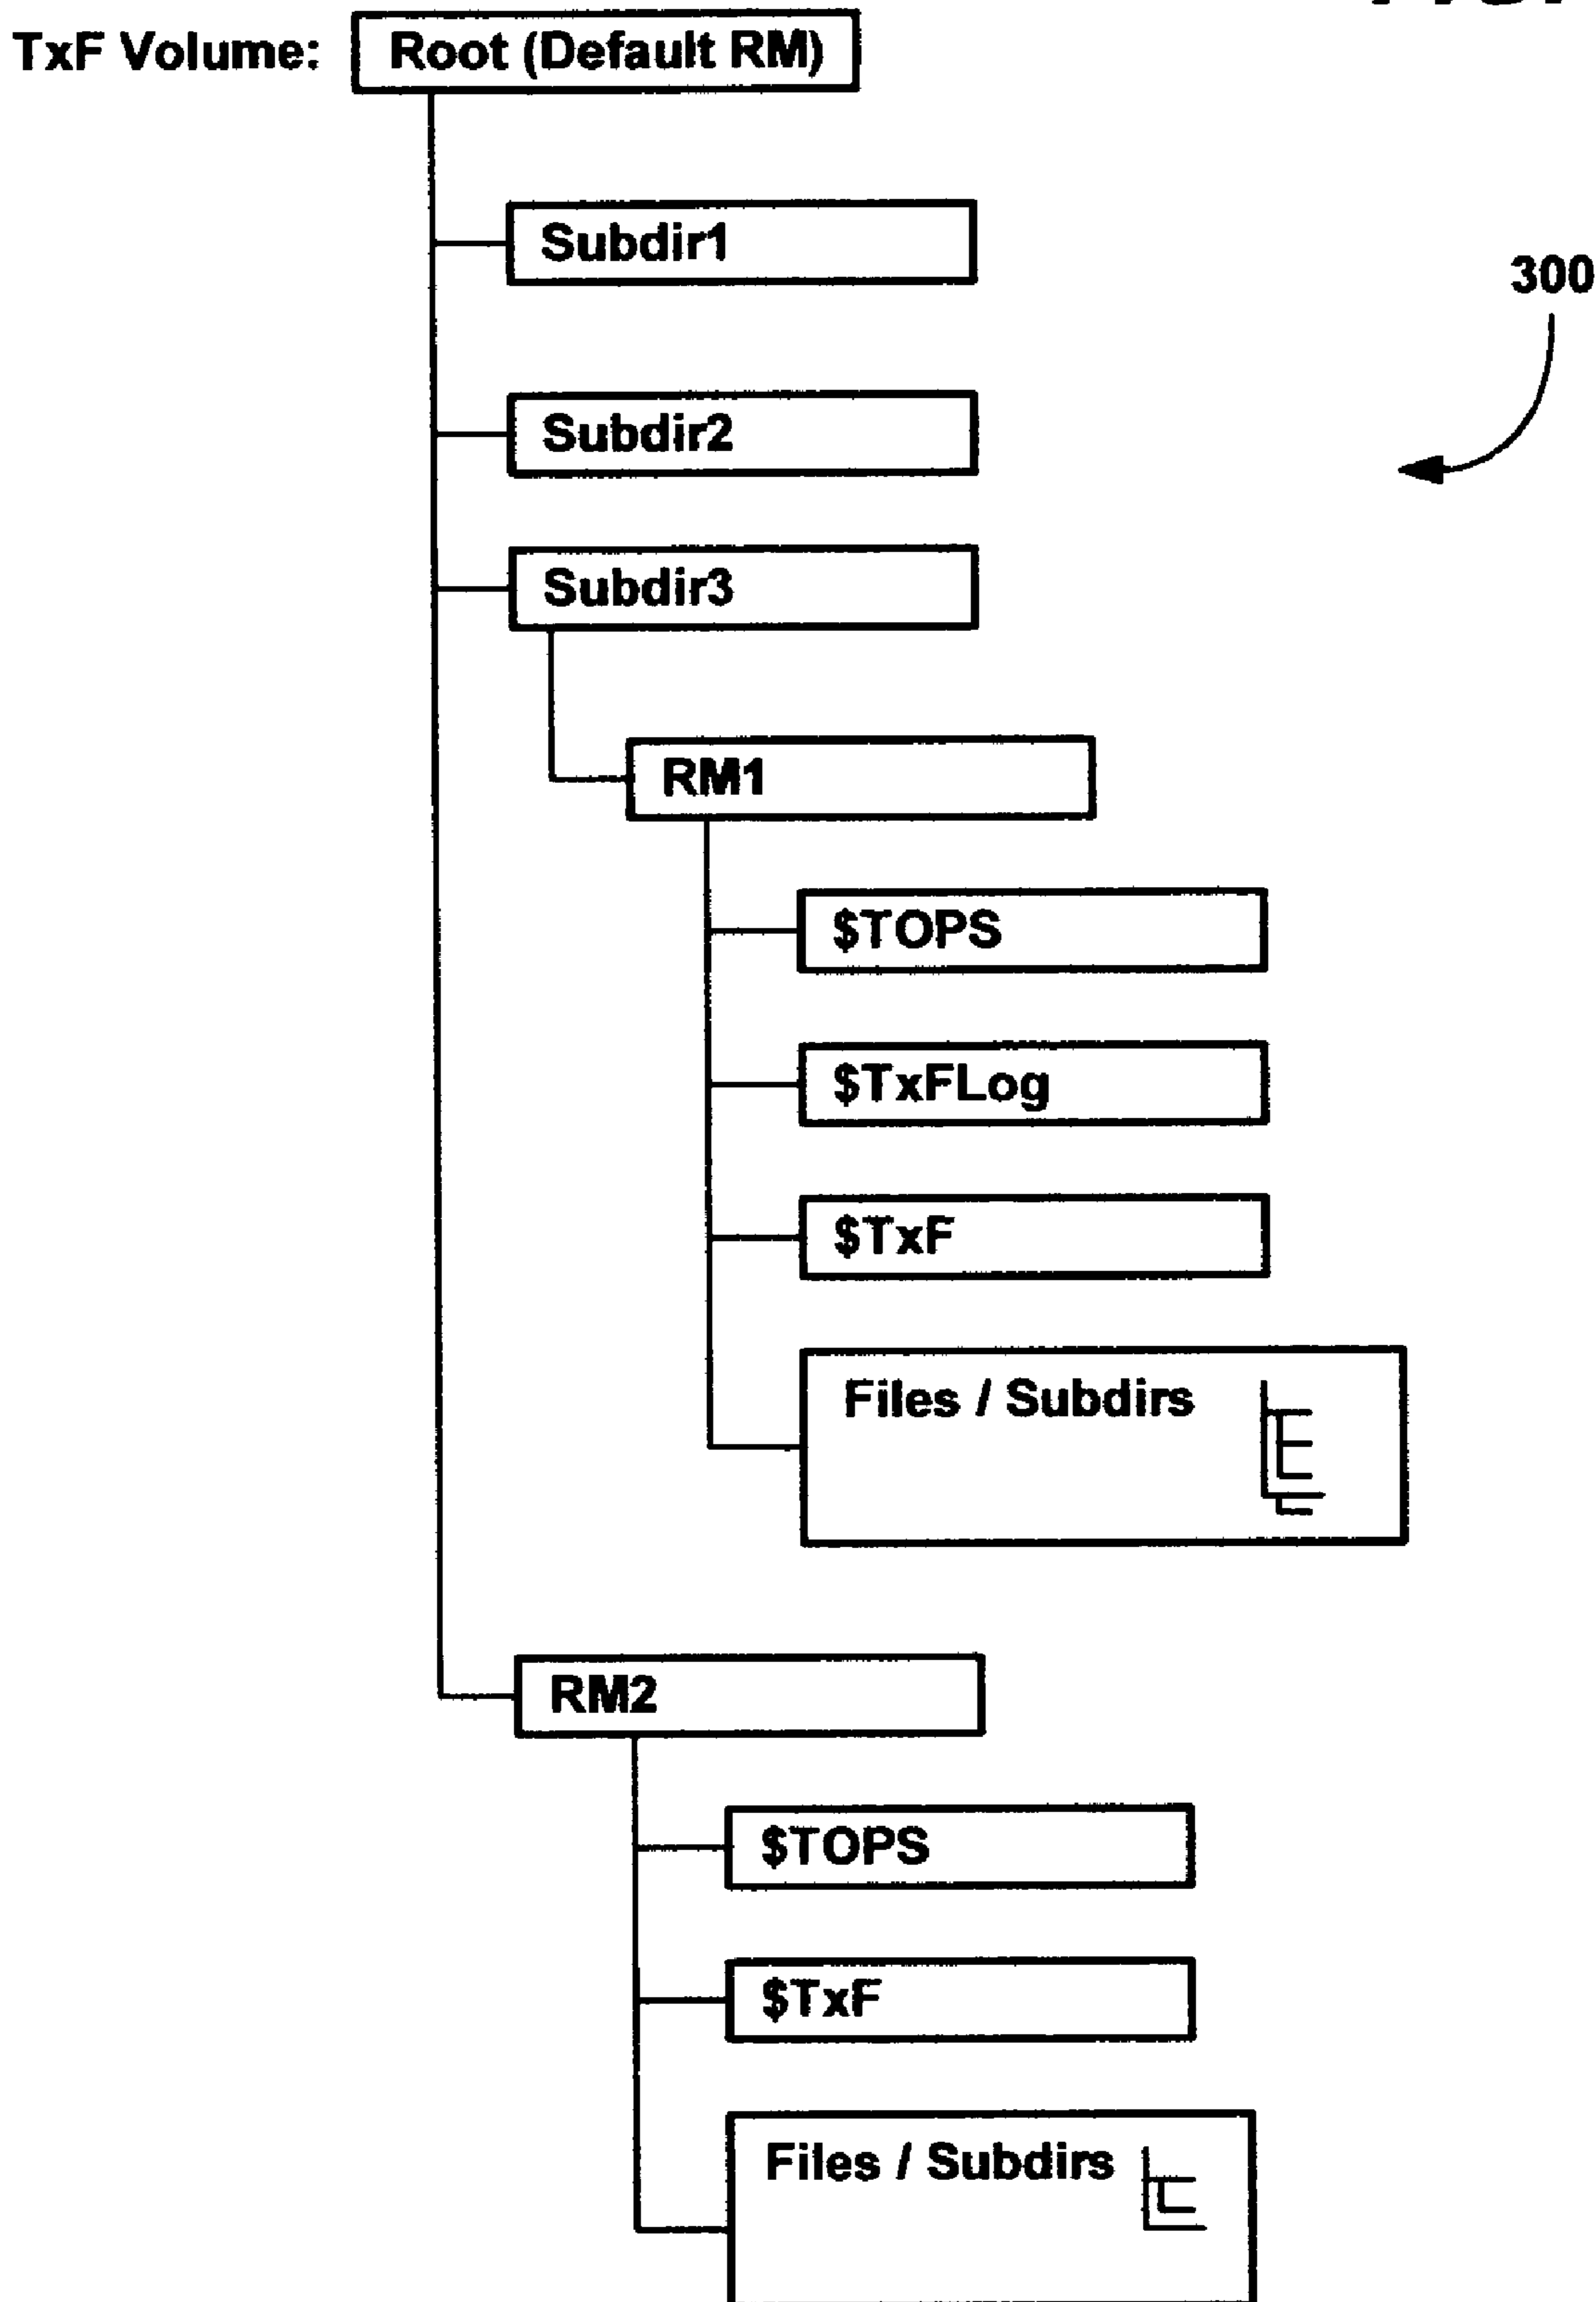 TxF Volume: Root (Default RM)
Subdir1
300
Subdir2
Subdir3
RM1
$TOPS
$TxFLog
$TxF
Files / Subdirs
RM2
$TOPS
$TxF
Files / Subdirs